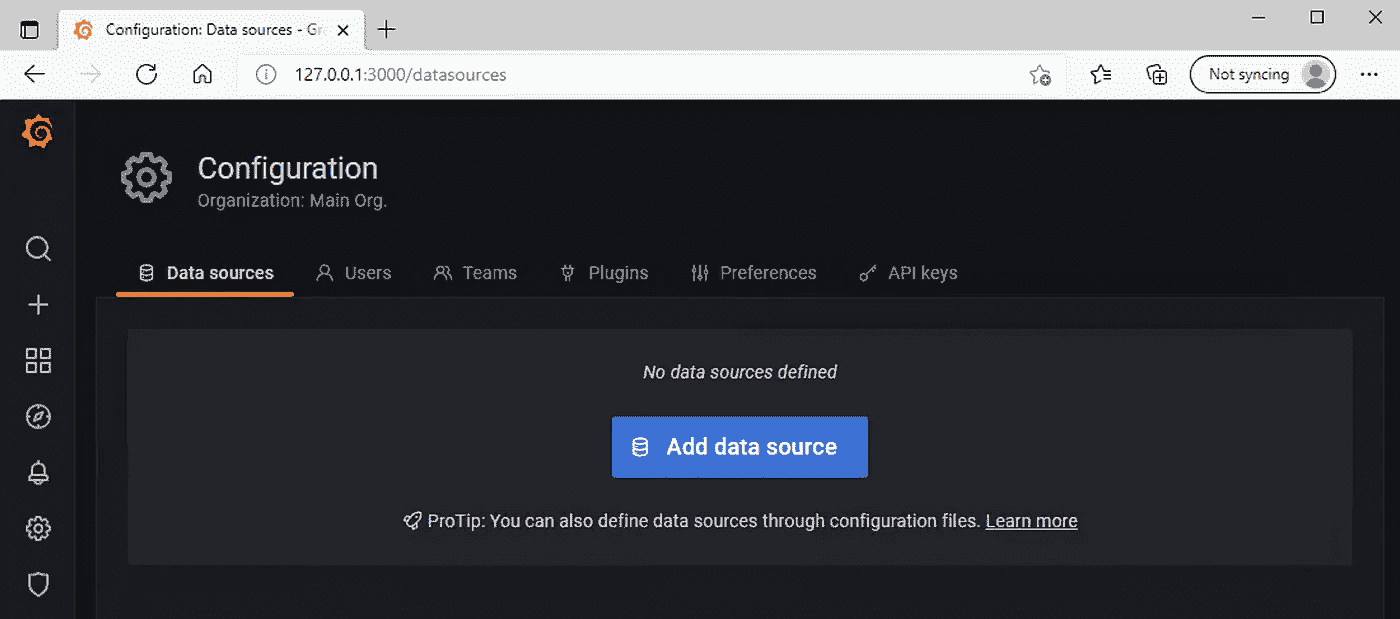 Configuration: Data sources - Gr
127.0.0.1:3000/datasources
Not syncing
Configuration
Organization: Main Org.
Data sources Users Teams Plugins Preferences API keys
No data sources defined
Add data source
ProTip: You can also define data sources through configuration files. Learn more